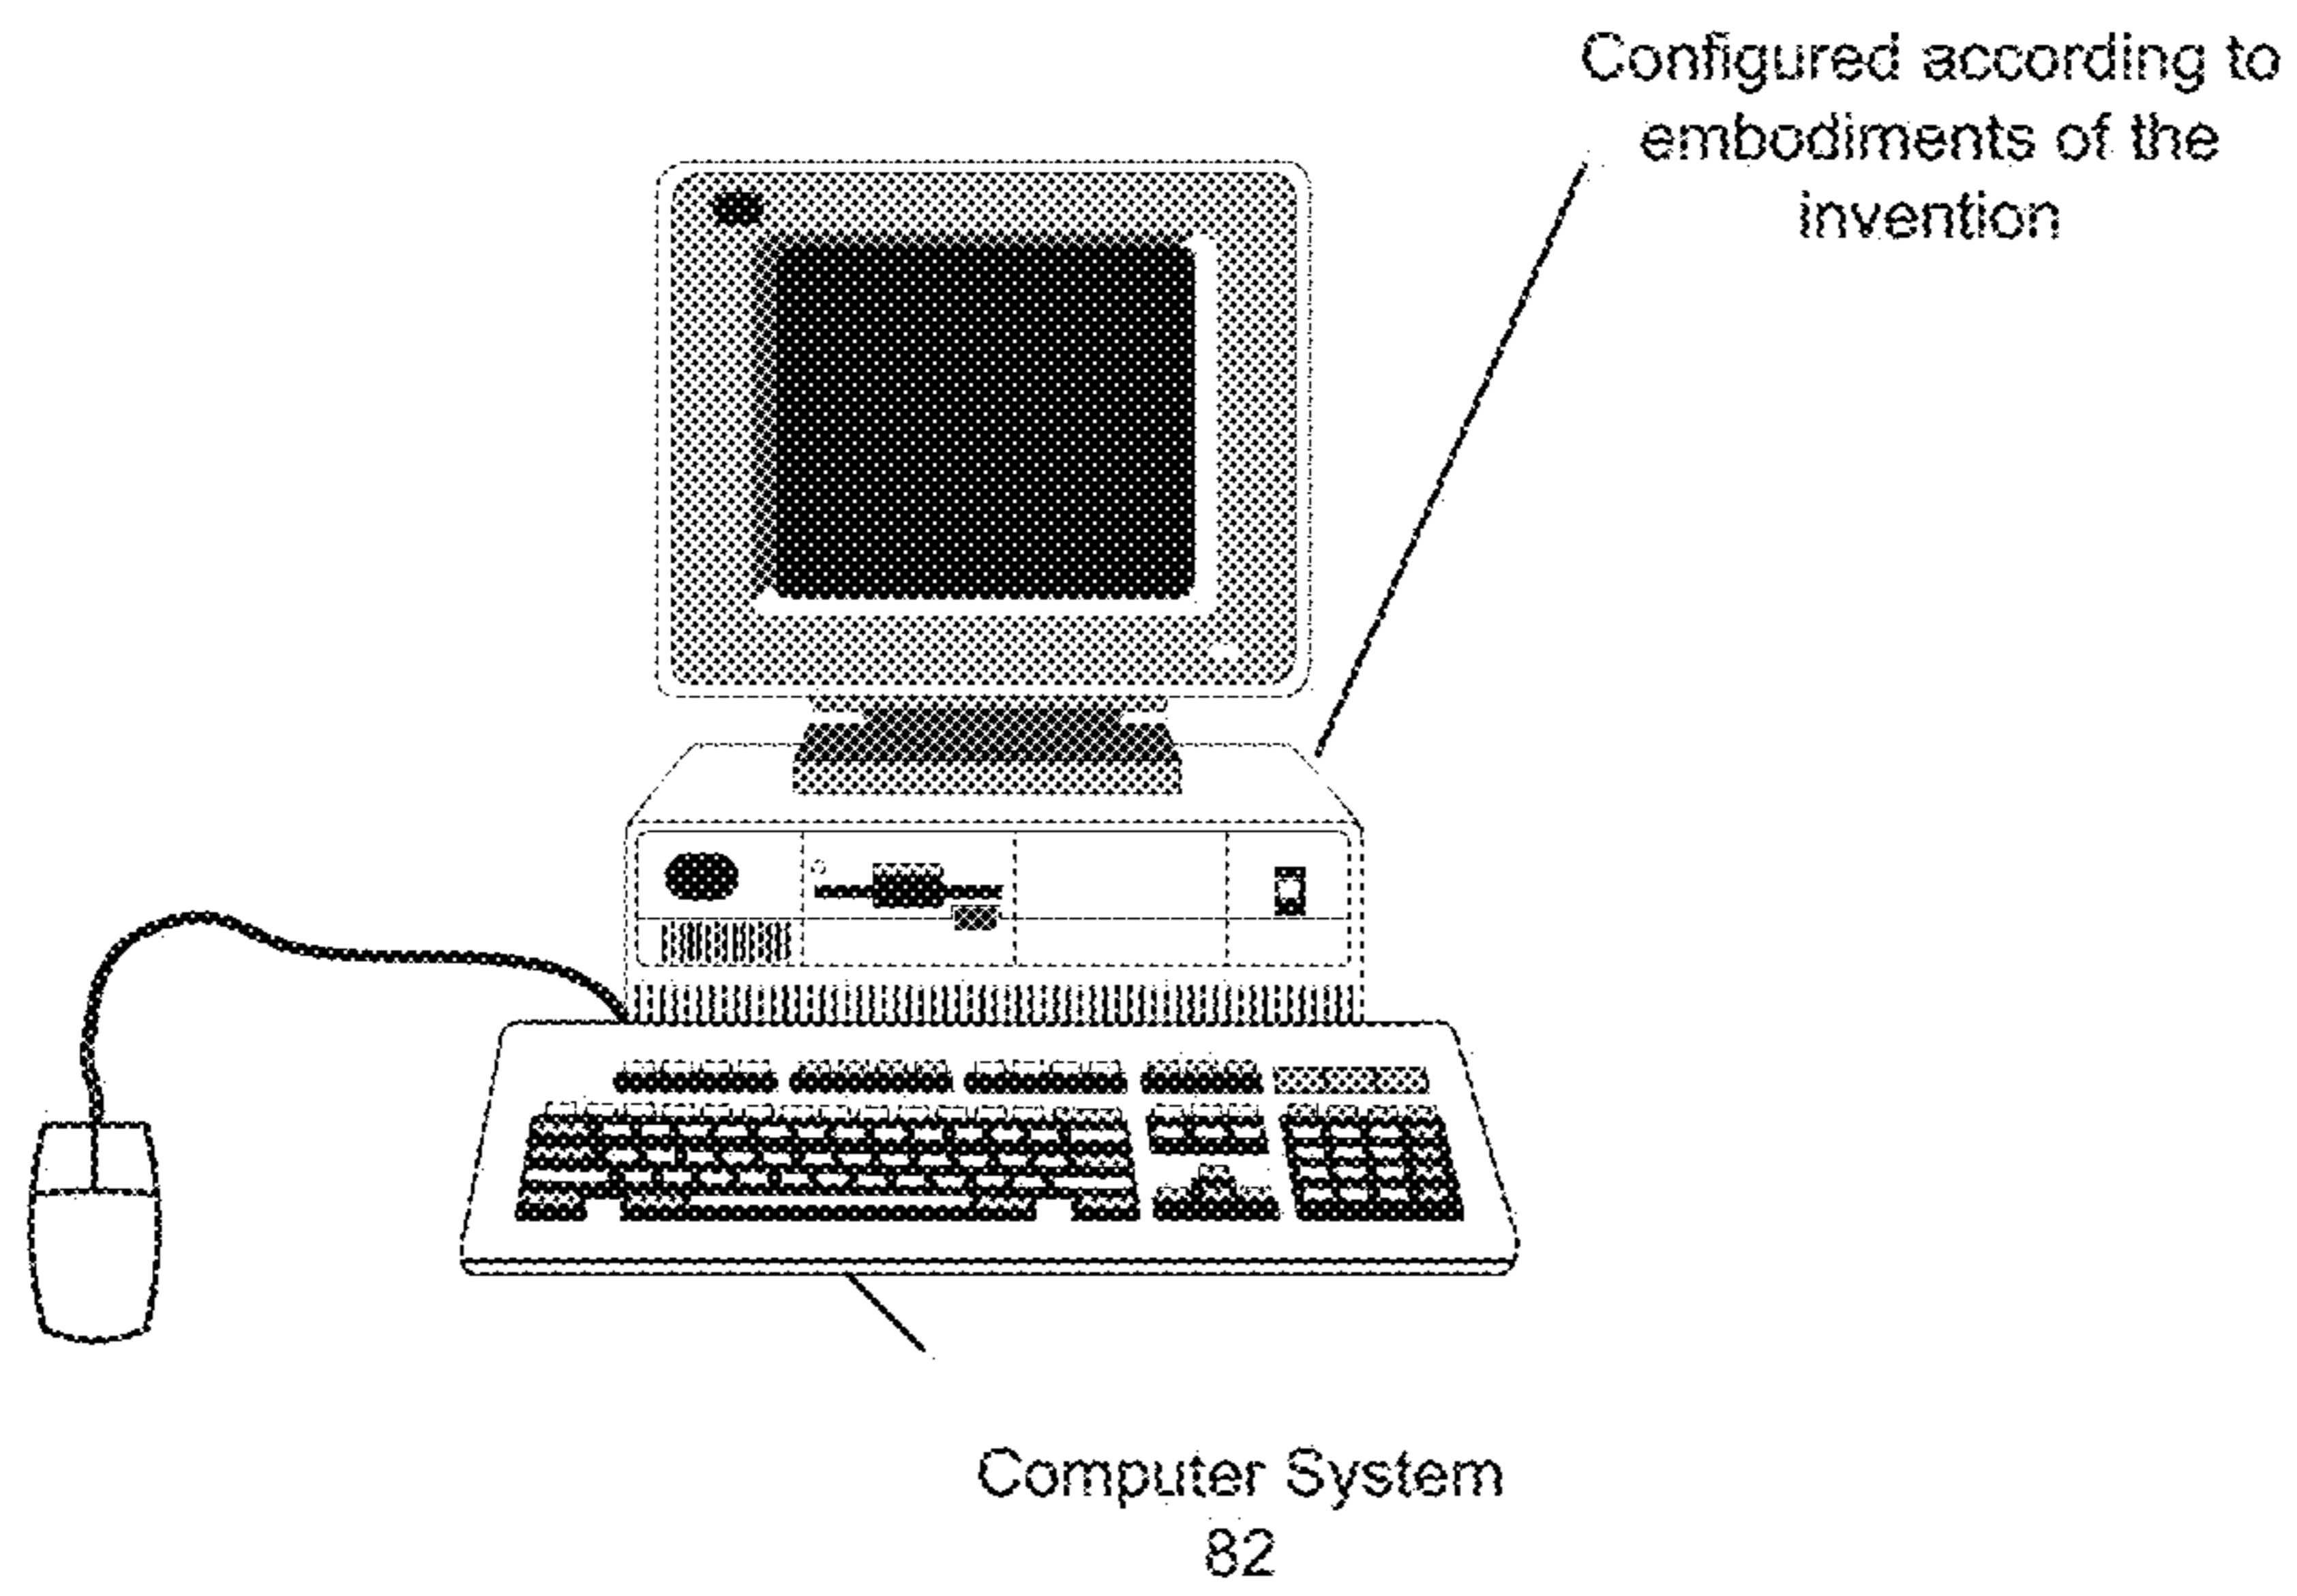 Configured according to
embodiments of the
invention
Computer System
82